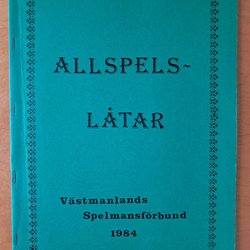 ALLSPELS-
LÅTAR
Västmanlands
Spelmansförbund
1984